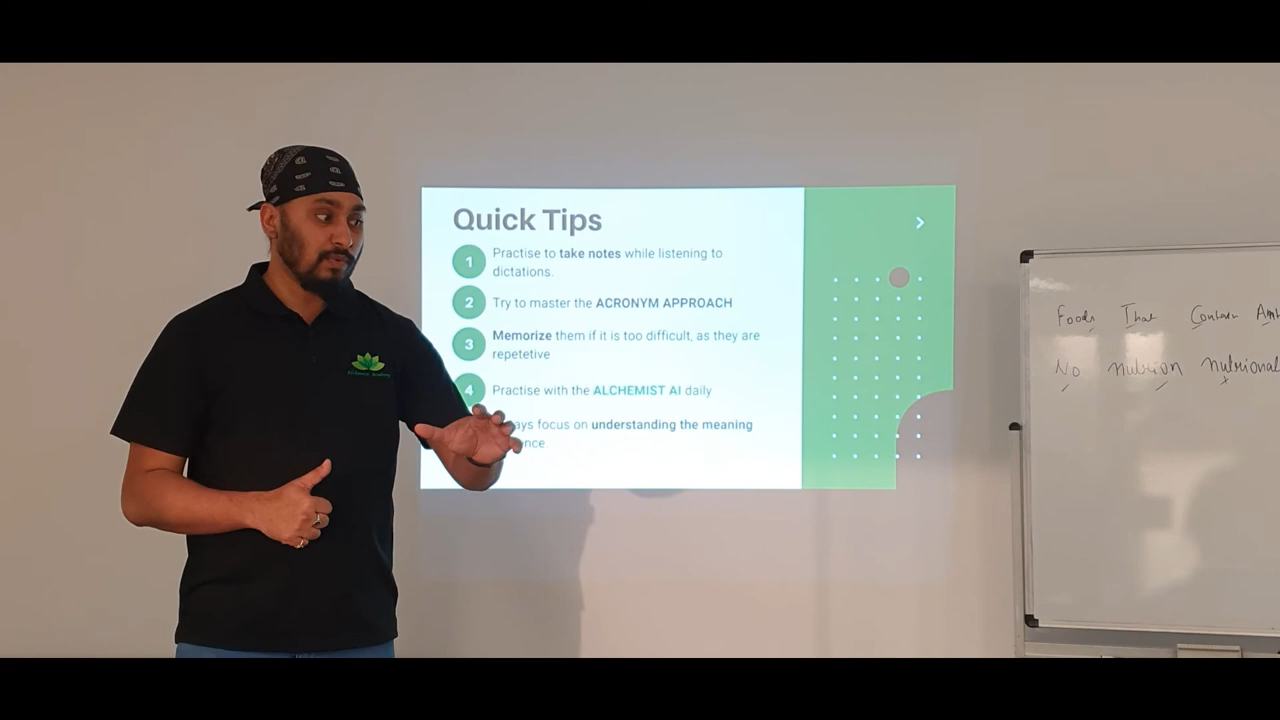 Quick Tips
1 Practise to take notes while listening to
dictations.
2 Try to master the ACRONYM APPROACH
3 Memorize them if it is too difficult, as they are
repetetive
4 Practise with the ALCHEMIST AI daily
ays focus on understanding the meaning
ence.
Foods That Contain
No nutrion nutrional
Alchemist Academy